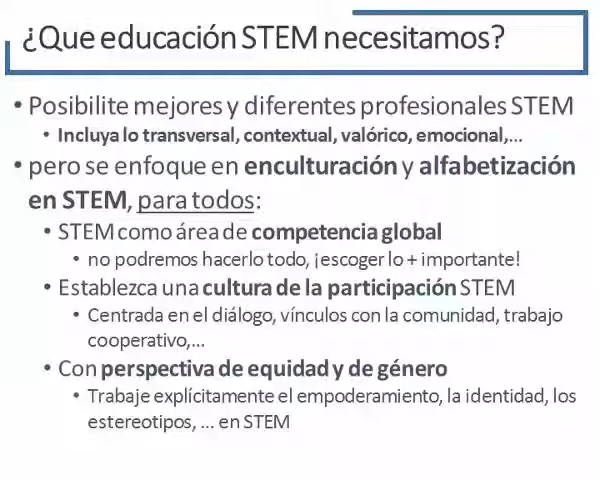 ¿Que educación STEM necesitamos?
• Posibilite mejores y diferentes profesionales STEM
• Incluya lo transversal, contextual, valórico, emocional,...
• pero se enfoque en enculturación y alfabetización
en STEM, para todos:
• STEM como área de competencia global
• no podremos hacerlo todo, ¡escoger lo + importante!
• Establezca una cultura de la participación STEM
• Centrada en el diálogo, vínculos con la comunidad, trabajo
cooperativo,...
• Con perspectiva de equidad y de género
• Trabaje explícitamente el empoderamiento, la identidad, los
estereotipos, ... en STEM